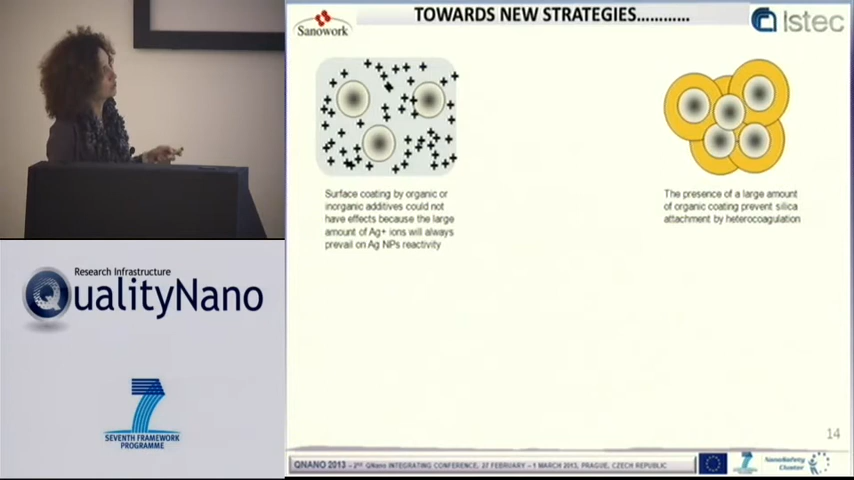 TOWARDS NEW STRATEGIES…………
Sanowork
Istec
Surface coating by organic or
inorganic additives could not
have effects because the large
amount of Ag+ ions will always
prevail on Ag NPs reactivity
The presence of a large amount
of organic coating prevent silica
attachment by heterocoagulation
Research Infrastructure
QualityNano
7
SEVENTH FRAMEWORK
PROGRAMME
14
QNANO 2013 – 2ND QNano INTEGRATING CONFERENCE, 27 FEBRUARY – 1 MARCH 2013, PRAGUE, CZECH REPUBLIC
NanoSafety
Cluster